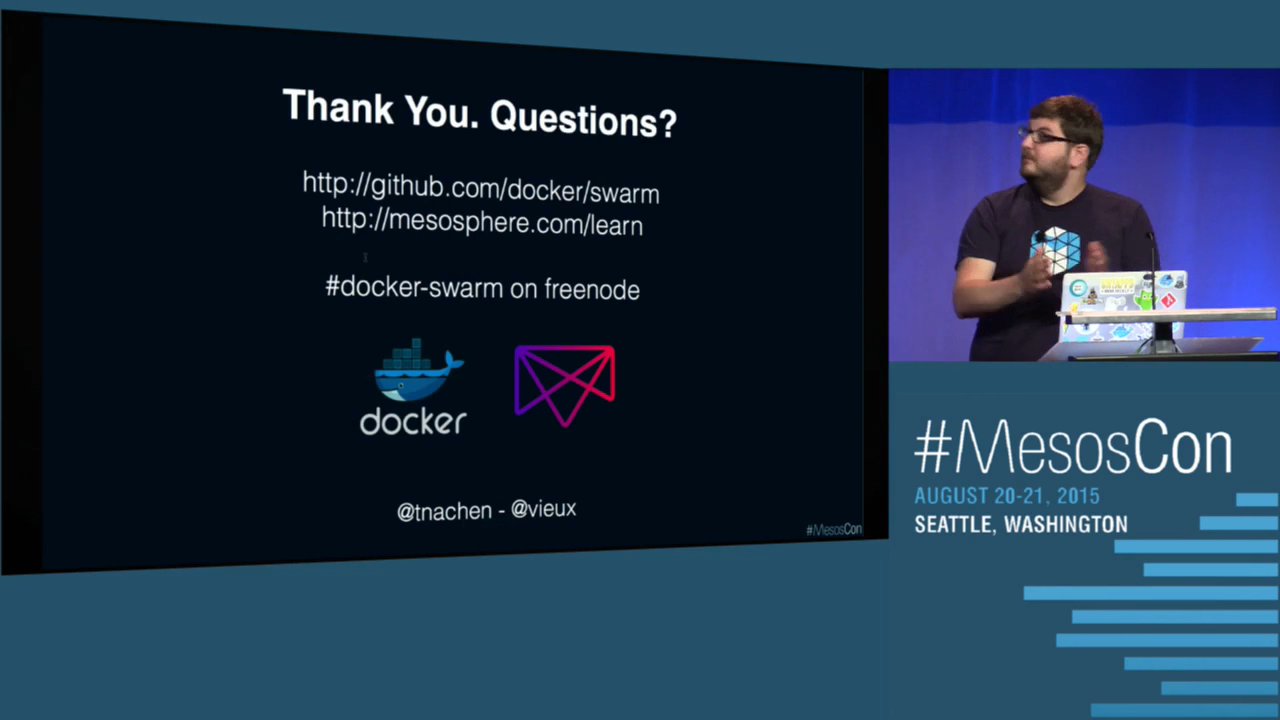 Thank You. Questions?
http://github.com/docker/swarm
http://mesosphere.com/learn
#docker-swarm on freenode
docker
@tnachen - @vieux
#MesosCon
#MesosCon
AUGUST 20-21, 2015
SEATTLE, WASHINGTON